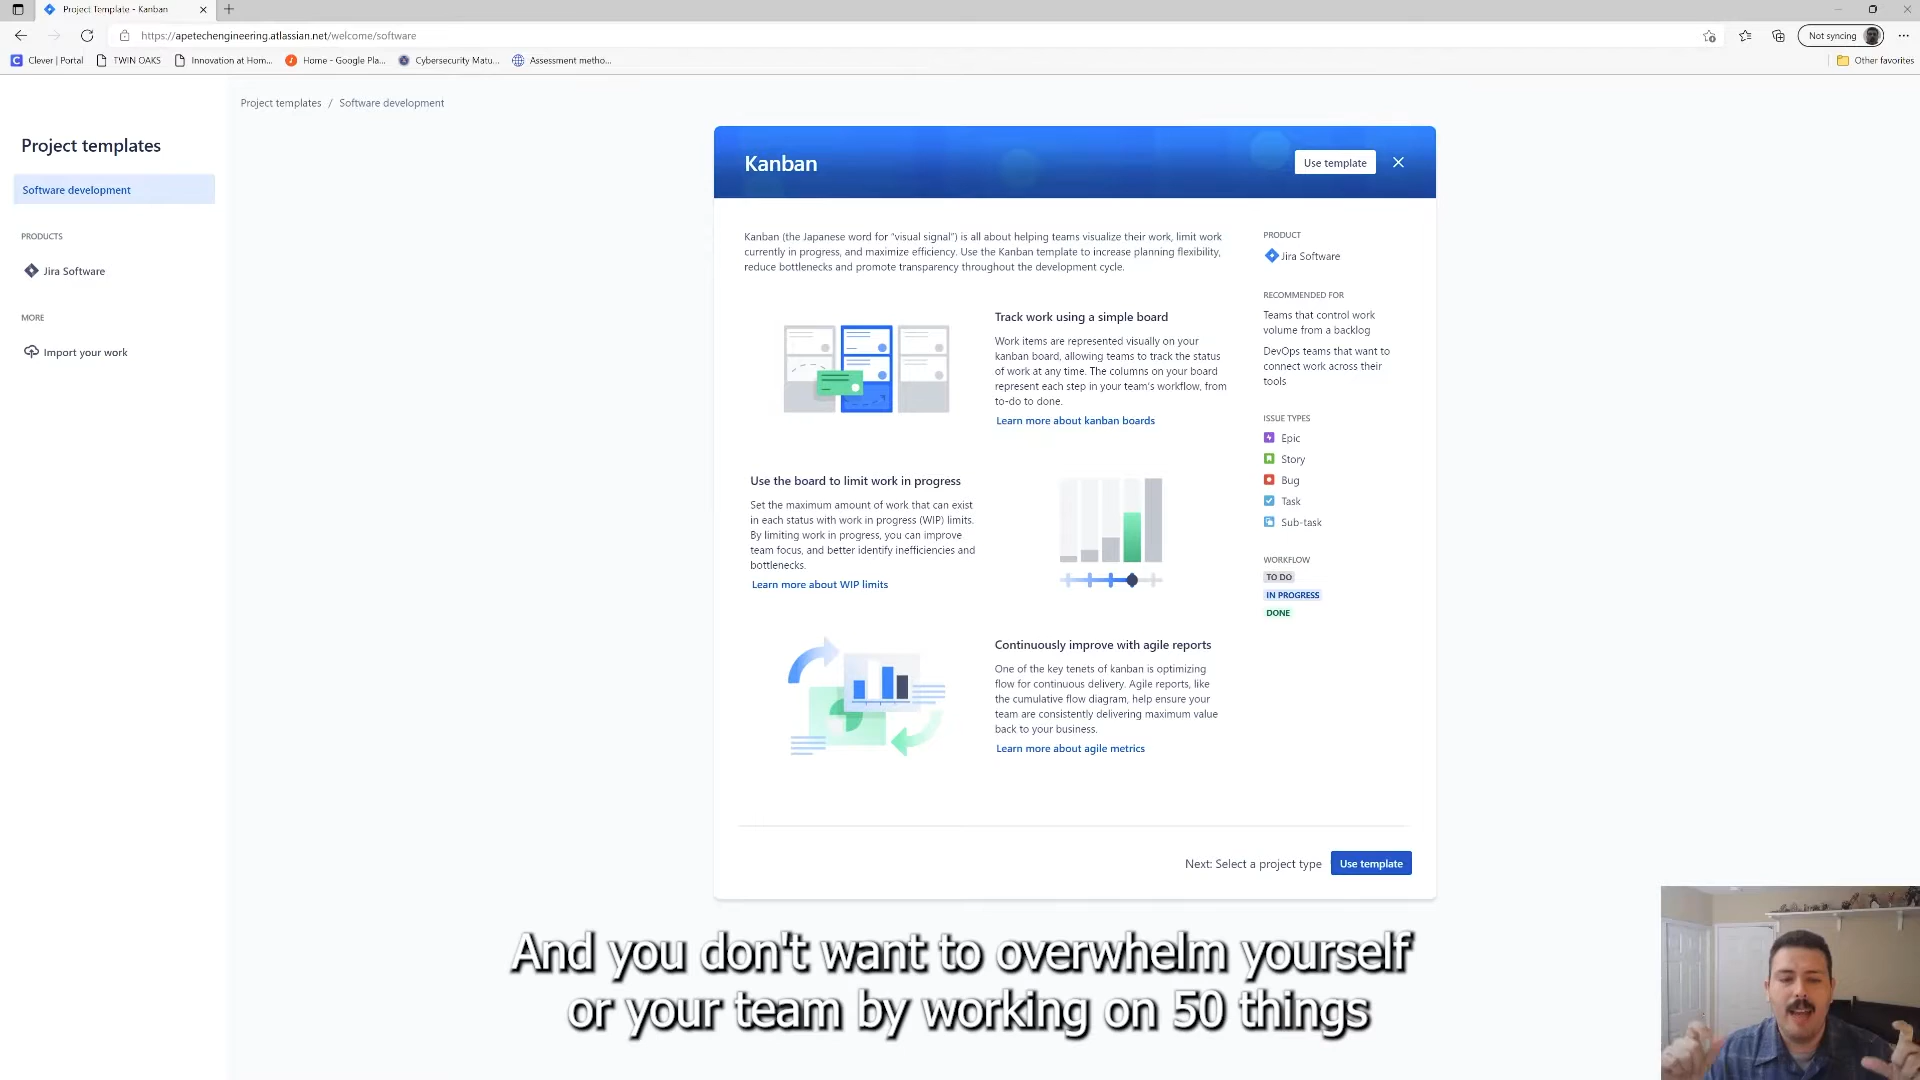 Project Template - Kanban
https://apetechengineering.atlassian.net/welcome/software
Not syncing
Clever | Portal
TWIN OAKS
Innovation at Hom...
Home - Google Pla...
Cybersecurity Matu...
Assessment metho...
Other favorites
Project templates / Software development
Project templates
Software development
PRODUCTS
Jira Software
MORE
Import your work
Kanban
Use template
Kanban (the Japanese word for "visual signal") is all about helping teams visualize their work, limit work
currently in progress, and maximize efficiency. Use the Kanban template to increase planning flexibility,
reduce bottlenecks and promote transparency throughout the development cycle.
Track work using a simple board
Work items are represented visually on your
kanban board, allowing teams to track the status
of work at any time. The columns on your board
represent each step in your team's workflow, from
to-do to done.
Learn more about kanban boards
Use the board to limit work in progress
Set the maximum amount of work that can exist
in each status with work in progress (WIP) limits.
By limiting work in progress, you can improve
team focus, and better identify inefficiencies and
bottlenecks.
Learn more about WIP limits
Continuously improve with agile reports
One of the key tenets of kanban is optimizing
flow for continuous delivery. Agile reports, like
the cumulative flow diagram, help ensure your
team are consistently delivering maximum value
back to your business.
Learn more about agile metrics
PRODUCT
Jira Software
RECOMMENDED FOR
Teams that control work
volume from a backlog
DevOps teams that want to
connect work across their
tools
ISSUE TYPES
Epic
Story
Bug
Task
Sub-task
WORKFLOW
TO DO
IN PROGRESS
DONE
Next: Select a project type
Use template
And you don't want to overwhelm yourself
or your team by working on 50 things